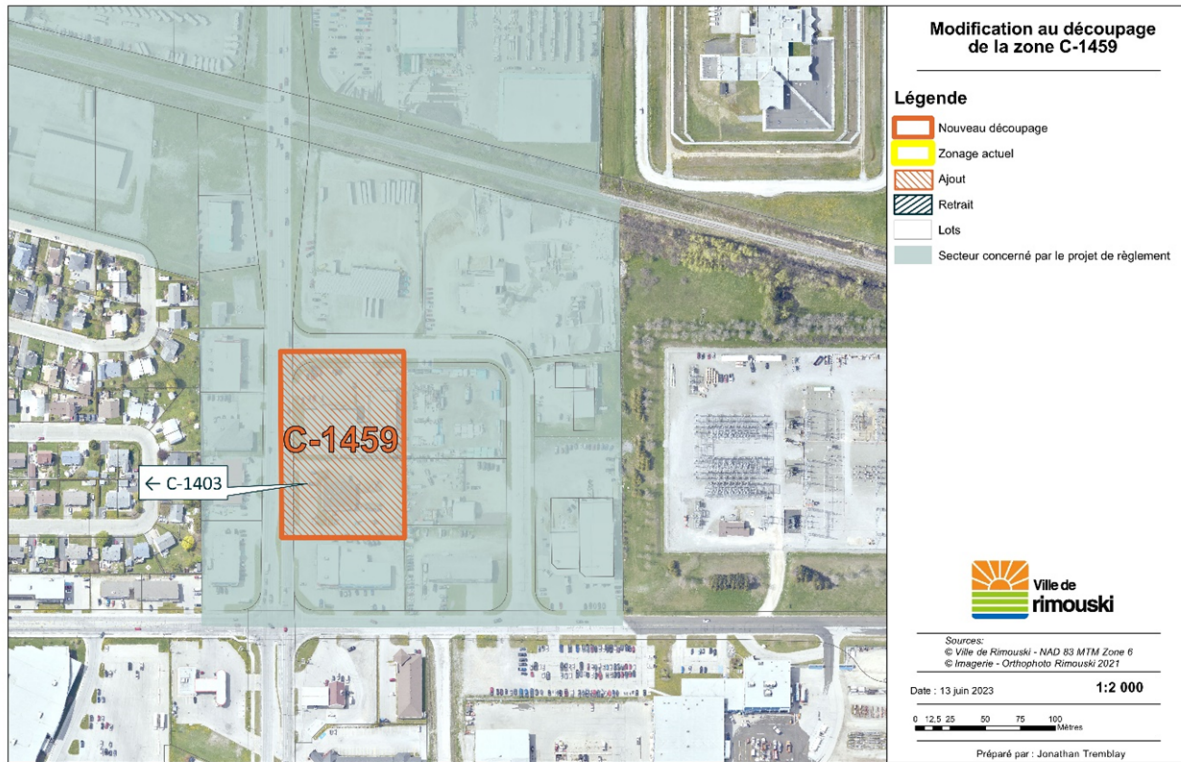 Modification au découpage
de la zone C-1459
Légende
Nouveau découpage
Zonage actuel
Ajout
Retrait
Lots
Secteur concerné par le projet de règlement
C-1459
← C-1403
Ville de
rimouski
Sources:
© Ville de Rimouski - NAD 83 MTM Zone 6
© Imagerie - Orthophoto Rimouski 2021
Date : 13 juin 2023
1:2 000
0 12,5 25 50 75 100
Mètres
Préparé par : Jonathan Tremblay